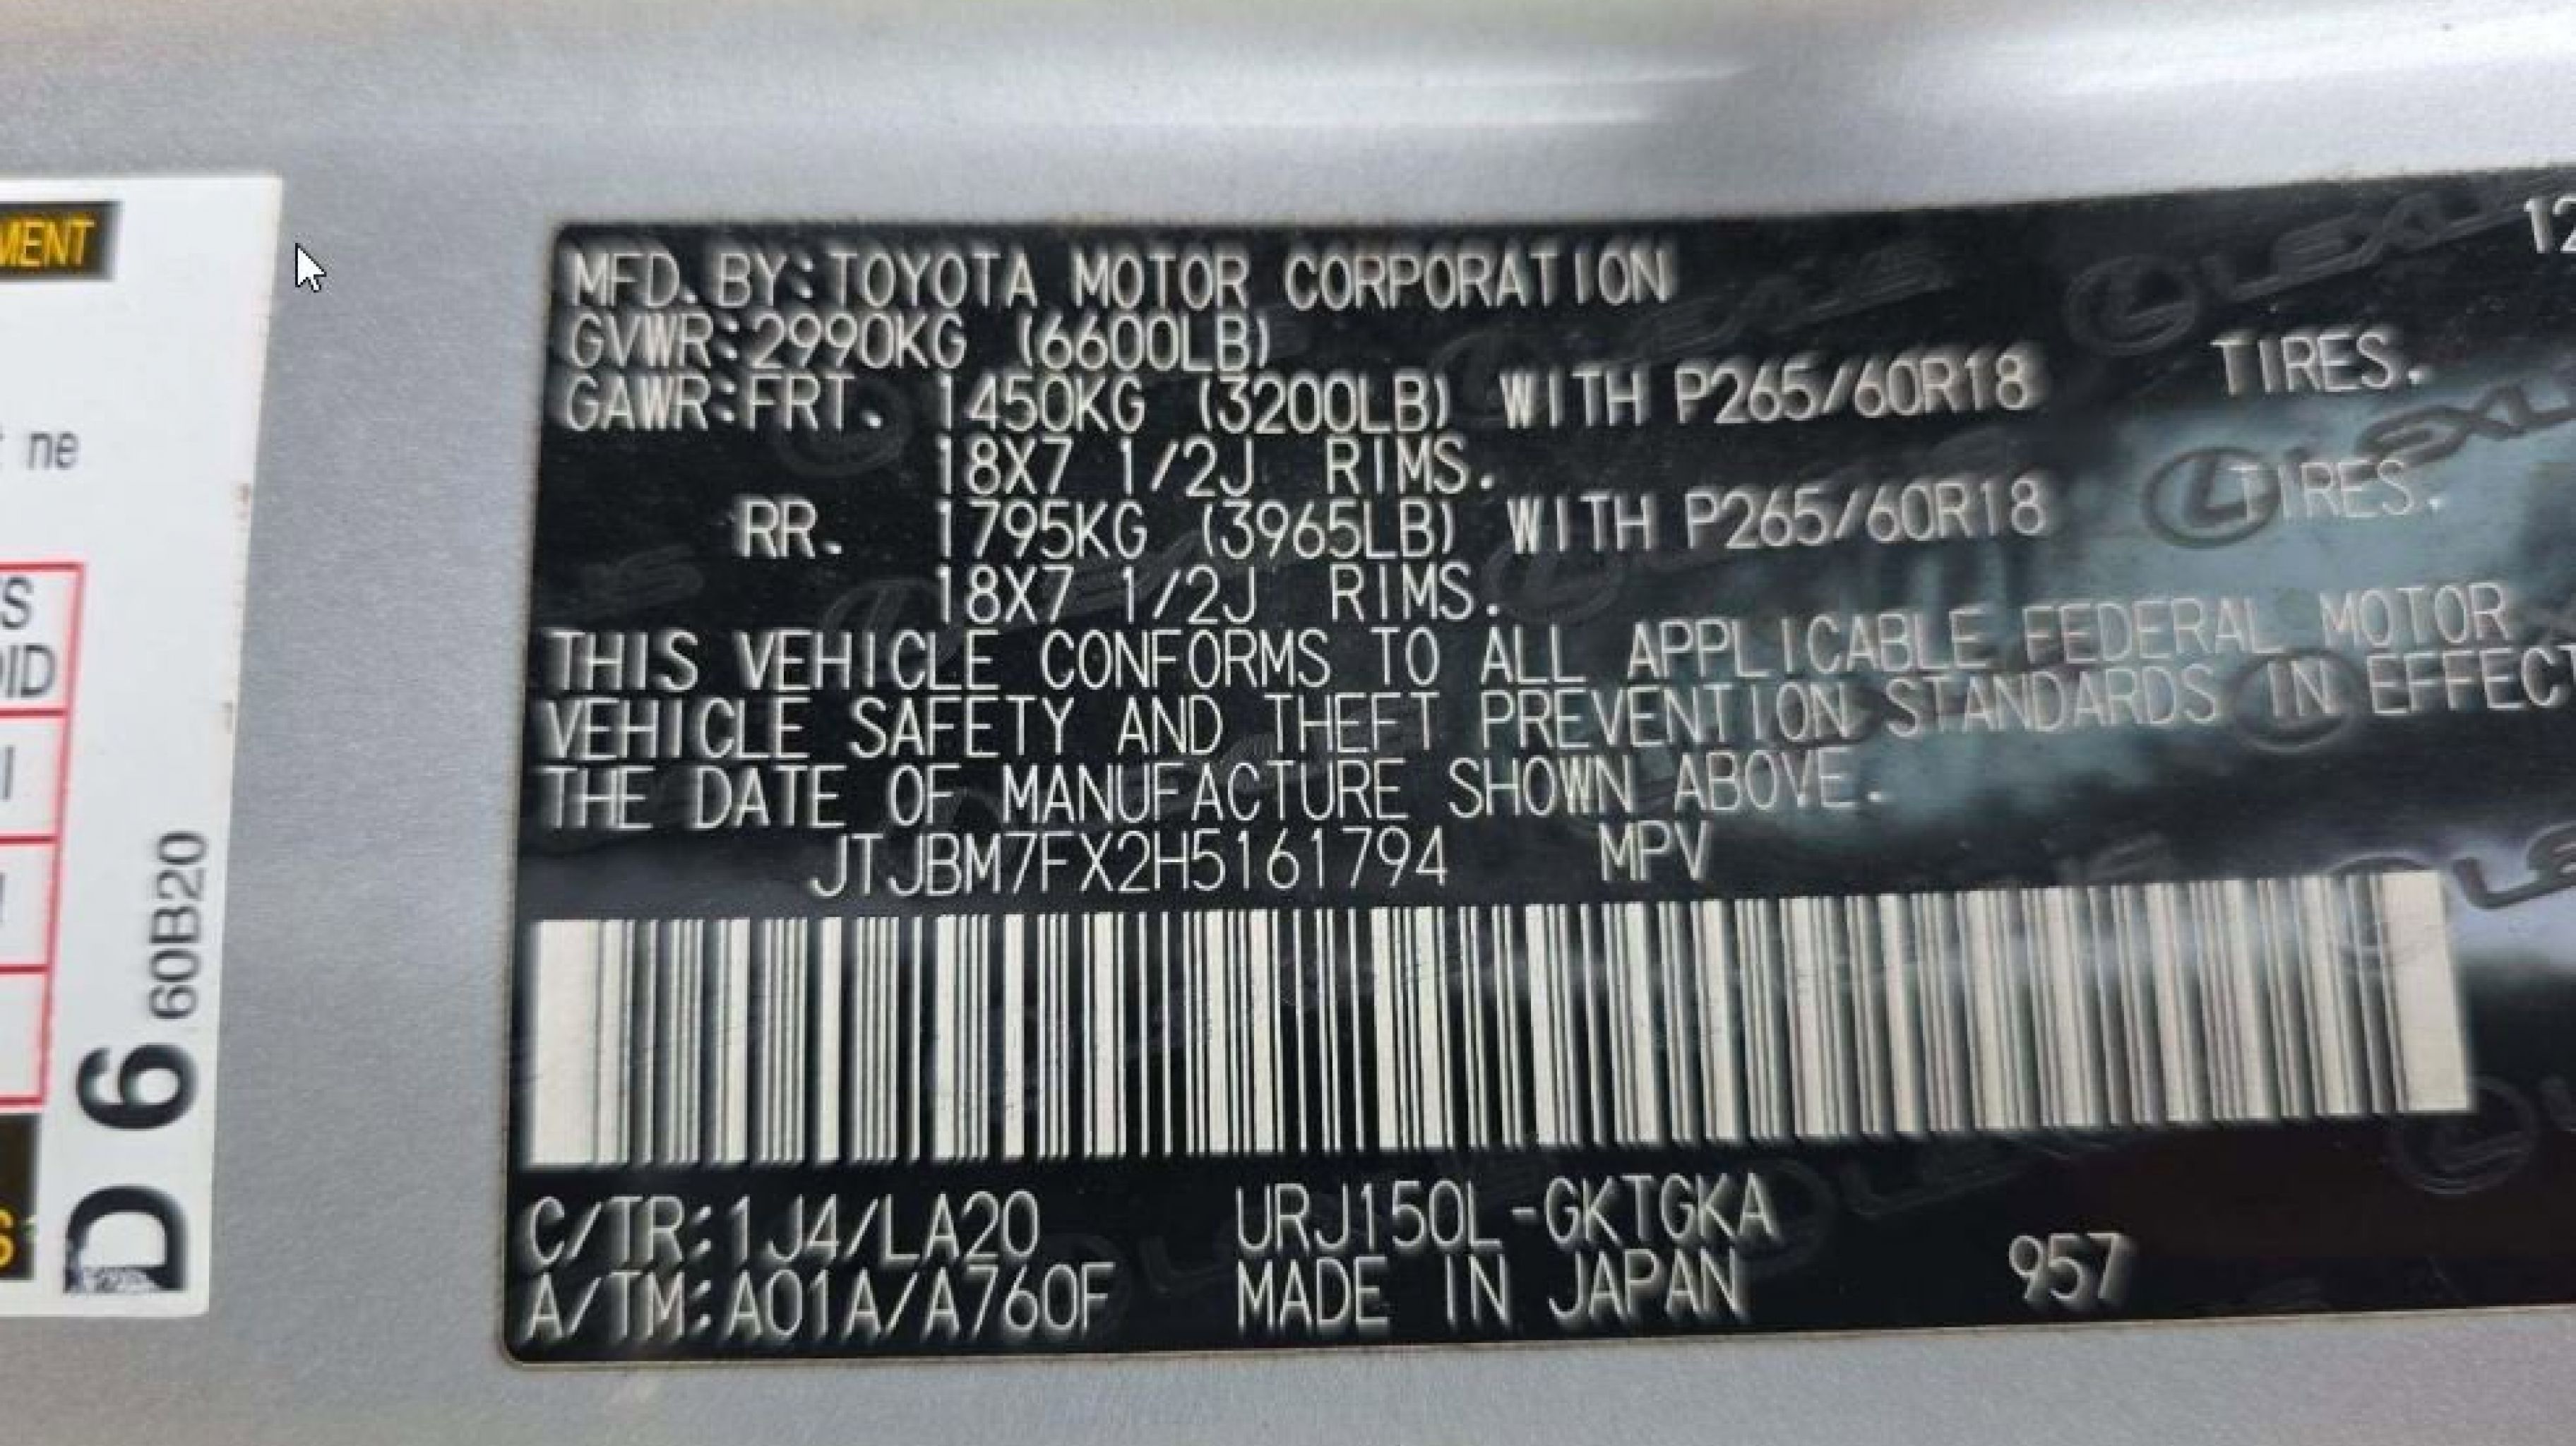 MENT
ne
S
OID
60B20
D 6
S
12
MFD. BY:TOYOTA MOTOR CORPORATION
GVWR:2990KG (6600LB)
GAWR:FRT. 1450KG (3200LB) WITH P265/60R18 TIRES.
18X7 1/2J RIMS.
RR. 1795KG (3965LB) WITH P265/60R18 TIRES.
18X7 1/2J RIMS.
THIS VEHICLE CONFORMS TO ALL APPLICABLE FEDERAL MOTOR
VEHICLE SAFETY AND THEFT PREVENTION STANDARDS IN EFFECT
THE DATE OF MANUFACTURE SHOWN ABOVE.
JTJBM7FX2H5161794 MPV
C/TR:1J4/LA20 URJ150L-GKTGKA
A/TM:A01A/A760F MADE IN JAPAN 957
LEXUS